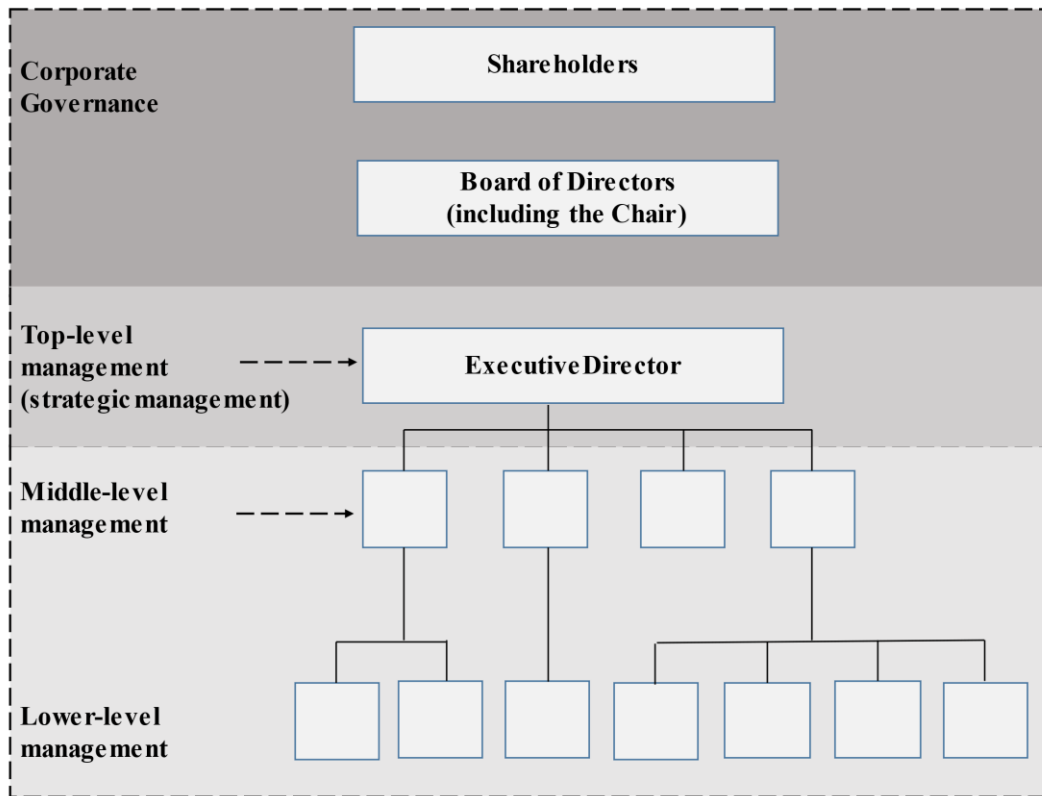 Corporate
Governance
Shareholders
Board of Directors
(including the Chair)
Top-level
management
(strategic management)
Executive Director
Middle-level
management
Lower-level
management